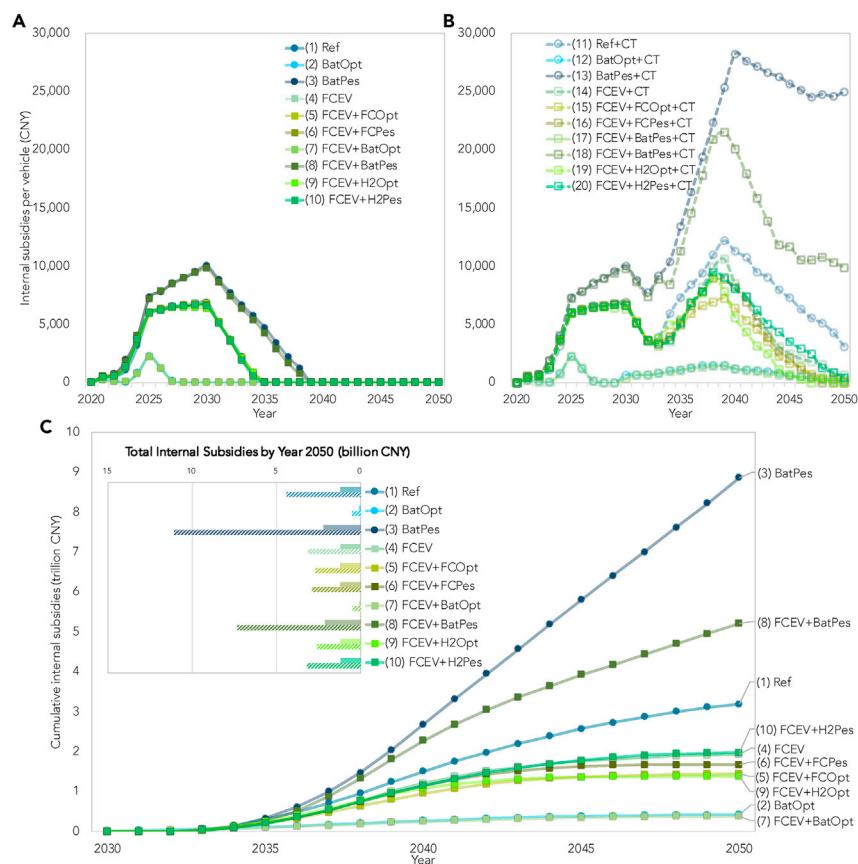 A
Internal subsidies per vehicle (CNY)
30,000
25,000
20,000
15,000
10,000
5,000
0
2020 2025 2030 2035 2040 2045 2050
Year
(1) Ref
(2) BatOpt
(3) BatPes
(4) FCEV
(5) FCEV+FCOpt
(6) FCEV+FCPes
(7) FCEV+BatOpt
(8) FCEV+BatPes
(9) FCEV+H2Opt
(10) FCEV+H2Pes
B
30,000
25,000
20,000
15,000
10,000
5,000
0
2020 2025 2030 2035 2040 2045 2050
Year
(11) Ref+CT
(12) BatOpt+CT
(13) BatPes+CT
(14) FCEV+CT
(15) FCEV+FCOpt+CT
(16) FCEV+FCPes+CT
(17) FCEV+BatPes+CT
(18) FCEV+BatPes+CT
(19) FCEV+H2Opt+CT
(20) FCEV+H2Pes+CT
C
Cumulative internal subsidies (trillion CNY)
10
9
8
7
6
5
4
3
2
1
0
2030 2035 2040 2045 2050
Year
Total Internal Subsidies by Year 2050 (billion CNY)
15 10 5 0
(1) Ref
(2) BatOpt
(3) BatPes
(4) FCEV
(5) FCEV+FCOpt
(6) FCEV+FCPes
(7) FCEV+BatOpt
(8) FCEV+BatPes
(9) FCEV+H2Opt
(10) FCEV+H2Pes
(3) BatPes
(8) FCEV+BatPes
(1) Ref
(10) FCEV+H2Pes
(4) FCEV
(6) FCEV+FCPes
(5) FCEV+FCOpt
(9) FCEV+H2Opt
(2) BatOpt
(7) FCEV+BatOpt